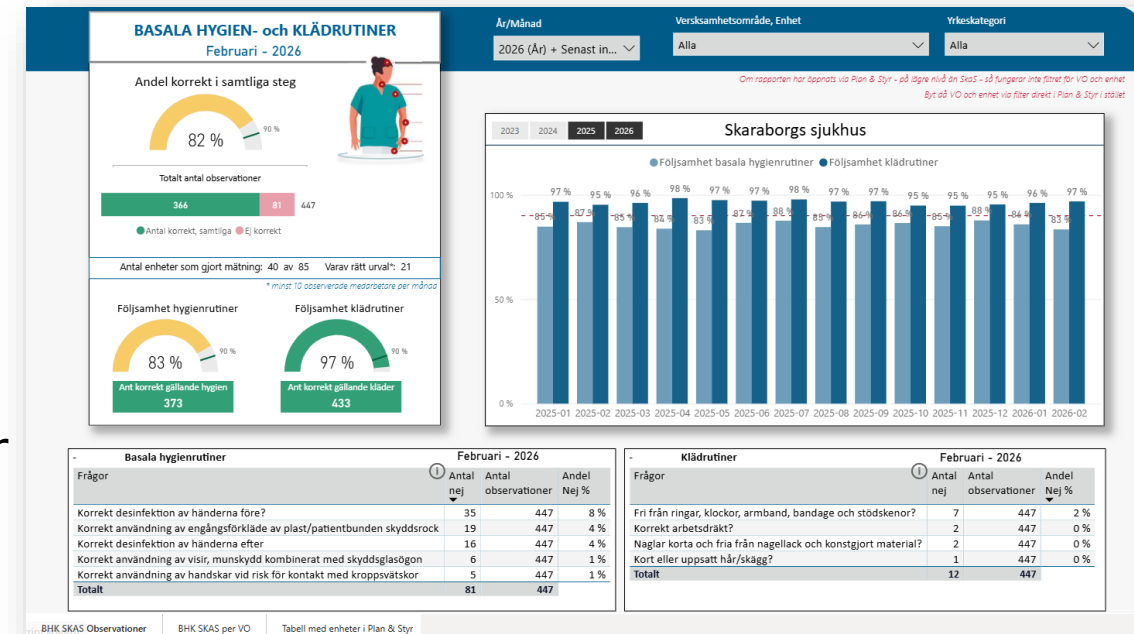 BASALA HYGIEN- och KLÄDRUTINER
Februari - 2026
Andel korrekt i samtliga steg
90 %
82 %
Totalt antal observationer
366 81 447
Antal korrekt, samtliga Ej korrekt
Antal enheter som gjort mätning: 40 av 85 Varav rätt urval*: 21
* minst 10 observerade medarbetare per månad
Följsamhet hygienrutiner Följsamhet klädrutiner
90 % 90 %
83 % 97 %
Ant korrekt gällande hygien Ant korrekt gällande kläder
373 433
År/Månad Versksamhetsområde, Enhet Yrkeskategori
2026 (År) + Senast in... Alla Alla
Om rapporten har öppnats via Plan & Styr - på lägre nivå än SkaS - så fungerar inte filtret för VO och enhet
Byt då VO och enhet via filter direkt i Plan & Styr i stället
2023 2024 2025 2026 Skaraborgs sjukhus
Följsamhet basala hygienrutiner Följsamhet klädrutiner
100 %
97 % 95 % 96 % 98 % 97 % 97 % 98 % 97 % 97 % 95 % 95 % 95 % 96 % 97 %
85 % 87 % 85 % 84 % 83 % 87 % 88 % 85 % 86 % 86 % 85 % 88 % 86 % 83 %
50 %
0 %
2025-01 2025-02 2025-03 2025-04 2025-05 2025-06 2025-07 2025-08 2025-09 2025-10 2025-11 2025-12 2026-01 2026-02
r
- Basala hygienrutiner Februari - 2026
Frågor Antal nej Antal observationer Andel Nej %
Korrekt desinfektion av händerna före? 35 447 8 %
Korrekt användning av engångsförkläde av plast/patientbunden skyddsrock 19 447 4 %
Korrekt desinfektion av händerna efter 16 447 4 %
Korrekt användning av visir, munskydd kombinerat med skyddsglasögon 6 447 1 %
Korrekt användning av handskar vid risk för kontakt med kroppsvätskor 5 447 1 %
Totalt 81 447
- Klädrutiner Februari - 2026
Frågor Antal nej Antal observationer Andel Nej %
Fri från ringar, klockor, armband, bandage och stödskenor? 7 447 2 %
Korrekt arbetsdräkt? 2 447 0 %
Naglar korta och fria från nagellack och konstgjort material? 2 447 0 %
Kort eller uppsatt hår/skägg? 1 447 0 %
Totalt 12 447
BHK SKAS Observationer BHK SKAS per VO Tabell med enheter i Plan & Styr